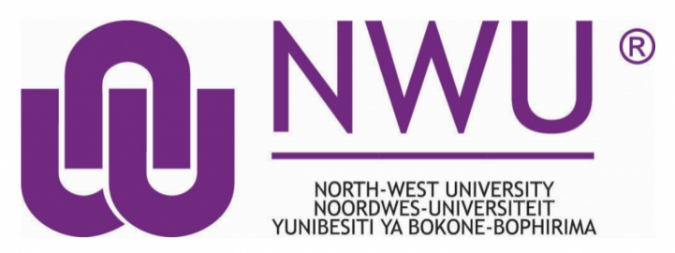 NWU ®
NORTH-WEST UNIVERSITY
NOORDWES-UNIVERSITEIT
YUNIBESITI YA BOKONE-BOPHIRIMA